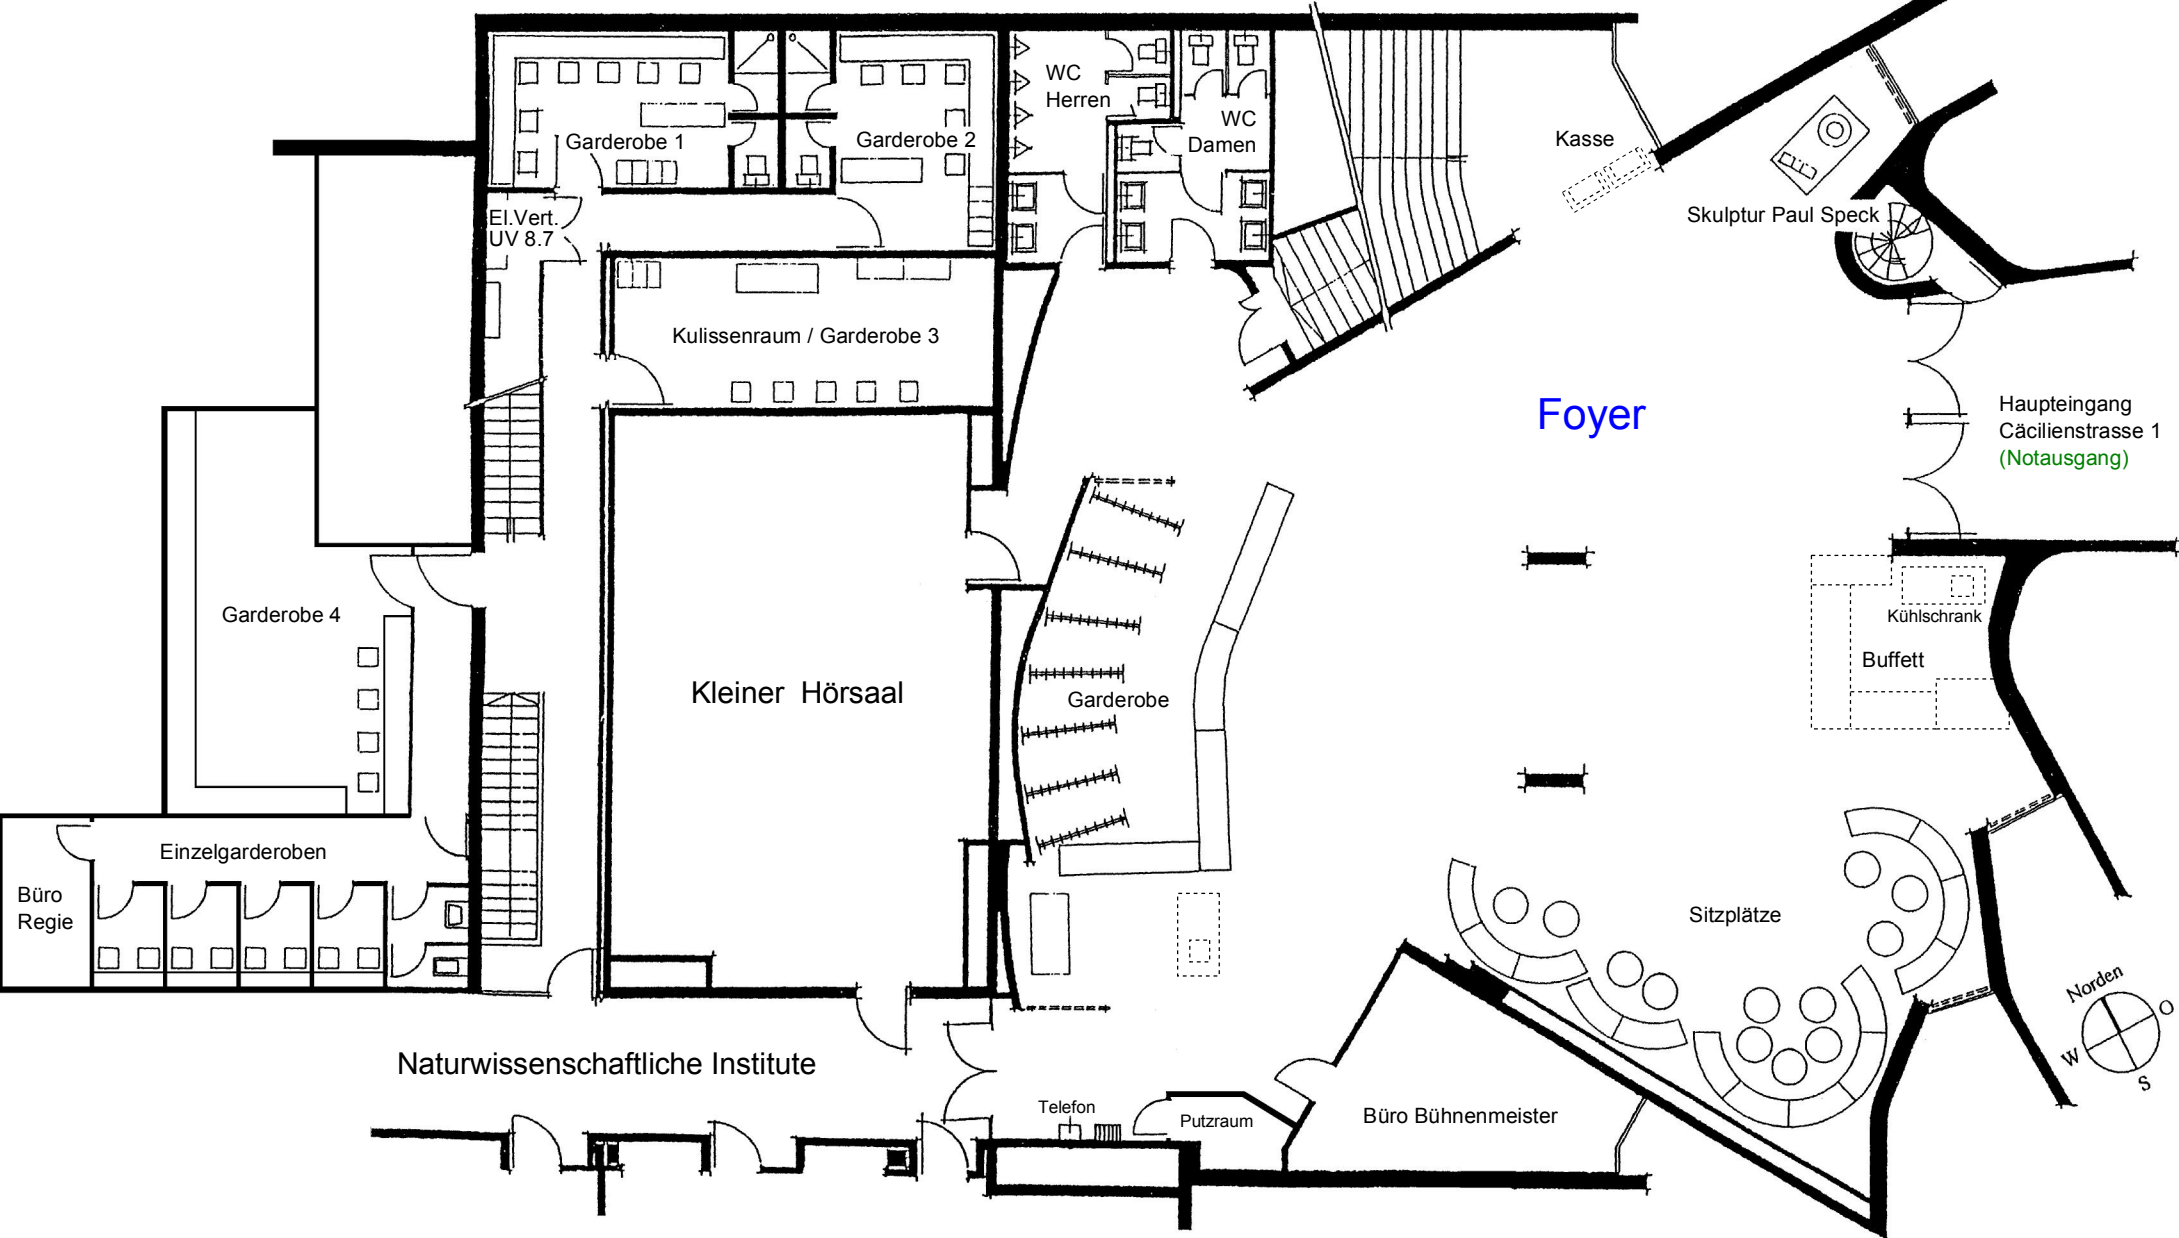 WC
Herren
WC
Damen
Kasse
Garderobe 1
Garderobe 2
Skulptur Paul Speck
El.Vert.
UV 8.7
Kulissenraum / Garderobe 3
Foyer
Haupteingang
Cäcilienstrasse 1
(Notausgang)
Garderobe 4
Kühlschrank
Buffett
Kleiner Hörsaal
Garderobe
Einzelgarderoben
Büro
Regie
Sitzplätze
Norden
O
W
S
Naturwissenschaftliche Institute
Telefon
Putzraum
Büro Bühnenmeister